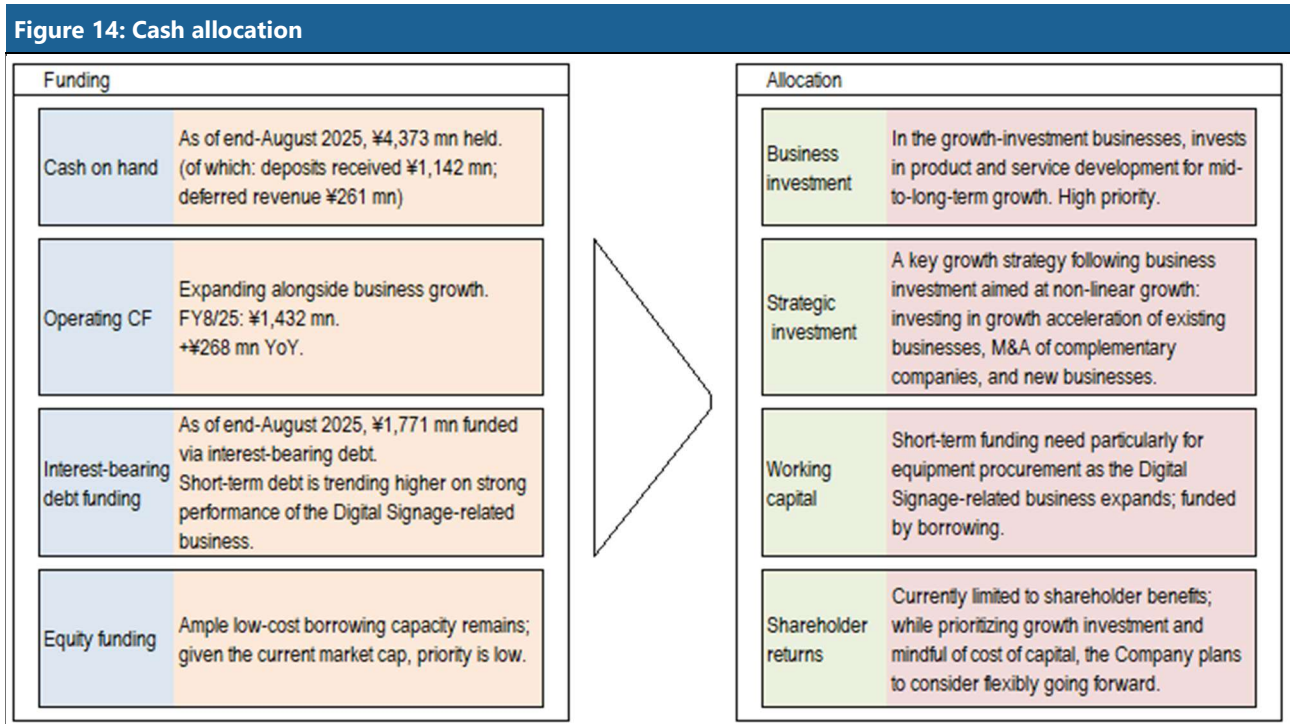 Figure 14: Cash allocation
Funding
Cash on hand
As of end-August 2025, ¥4,373 mn held.
(of which: deposits received ¥1,142 mn;
deferred revenue ¥261 mn)
Operating CF
Expanding alongside business growth.
FY8/25: ¥1,432 mn.
+¥268 mn YoY.
Interest-bearing
debt funding
As of end-August 2025, ¥1,771 mn funded
via interest-bearing debt.
Short-term debt is trending higher on strong
performance of the Digital Signage-related
business.
Equity funding
Ample low-cost borrowing capacity remains;
given the current market cap, priority is low.
Allocation
Business
investment
In the growth-investment businesses, invests
in product and service development for mid-
to-long-term growth. High priority.
Strategic
investment
A key growth strategy following business
investment aimed at non-linear growth:
investing in growth acceleration of existing
businesses, M&A of complementary
companies, and new businesses.
Working
capital
Short-term funding need particularly for
equipment procurement as the Digital
Signage-related business expands; funded
by borrowing.
Shareholder
returns
Currently limited to shareholder benefits;
while prioritizing growth investment and
mindful of cost of capital, the Company plans
to consider flexibly going forward.